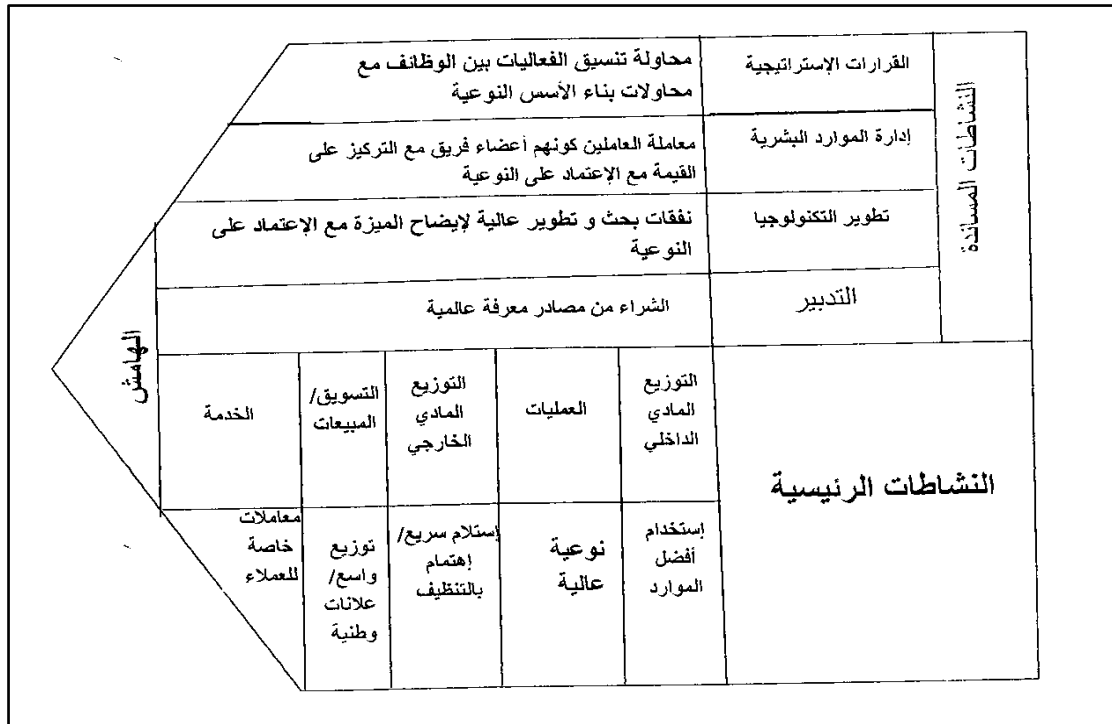 النشاطات المساندة
القرارات الإستراتيجية
محاولة تنسيق الفعاليات بين الوظائف مع
محاولات بناء الأسس النوعية
إدارة الموارد البشرية
معاملة العاملين كونهم أعضاء فريق مع التركيز على
القيمة مع الإعتماد على النوعية
تطوير التكنولوجيا
نفقات بحث و تطوير عالية لإيضاح الميزة مع الإعتماد على
النوعية
التدبير
الشراء من مصادر معرفة عالمية
الهامش
النشاطات الرئيسية
التوزيع
المادي
الداخلي
العمليات
التوزيع
المادي
الخارجي
التسويق/
المبيعات
الخدمة
إستخدام
أفضل
الموارد
نوعية
عالية
إستلام سريع/
إهتمام
بالتنظيف
توزيع
واسع/
علانات
وطنية
معاملات
خاصة
للعملاء